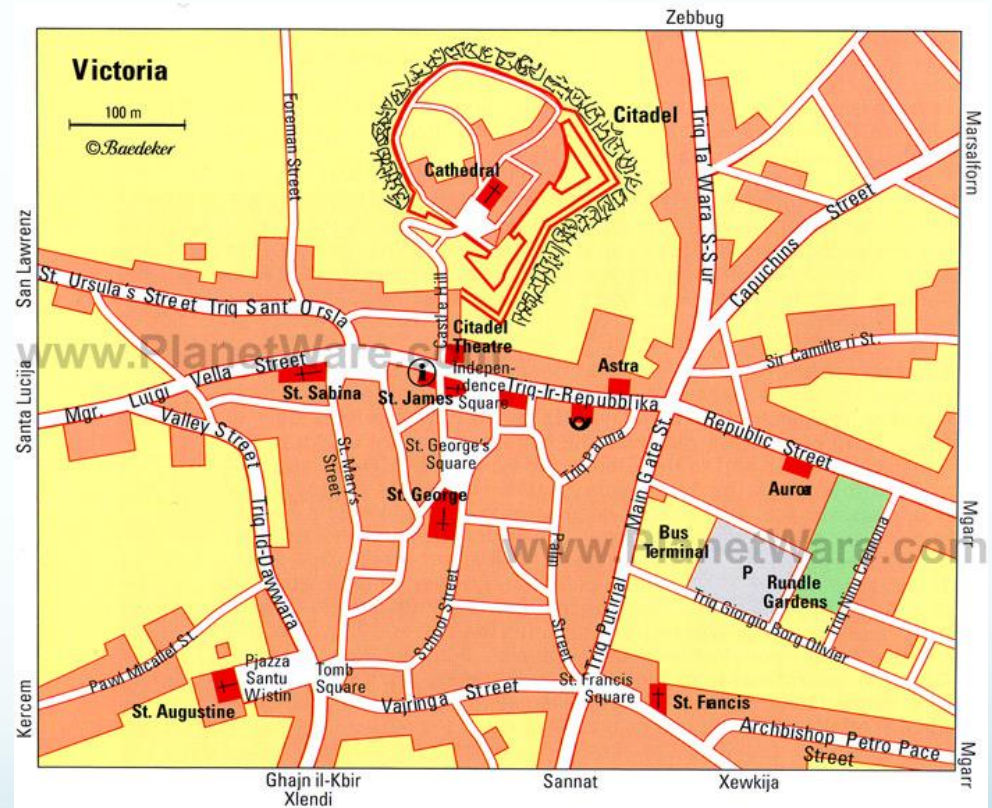 Zebbug
Victoria
100 m
©Baedeker
Foreman Street
Citadel
Cathedral
Triq Ta' Wara S-Sur
Marsalforn
Capuchins Street
San Lawrenz
St. Ursula's Street Triq Sant' Orsla
Castle Hill
Citadel
Theatre
Sir Camilleri St.
www.PlanetWare.c
Santa Lucija
Mgr. Luigi Vella Street
St. Sabina
i
St. James
Indepen-
dence
Square
Triq-Ir-Repubblika
Astra
Republic Street
Valley Street
St. Mary's
Street
St. George's
Square
Triq Palma
Main Gate St.
Auror
St. George
Mgarr
www.PlanetWare.com
Bus
Terminal
P
Rundle
Gardens
Triq Id-Dawwara
Palm Street
Triq Putirjal
Triq Giorgio Borg Olivier
Triq Ninu Cremona
School Street
Pawl Micallef St.
Kercem
Pjazza
Santu
Wistin
Tomb
Square
St. Augustine
Vajringa Street
St. Francis
Square
St. Francis
Archbishop Petro Pace
Street
Mgarr
Ghajn il-Kbir
Xlendi
Sannat
Xewkija